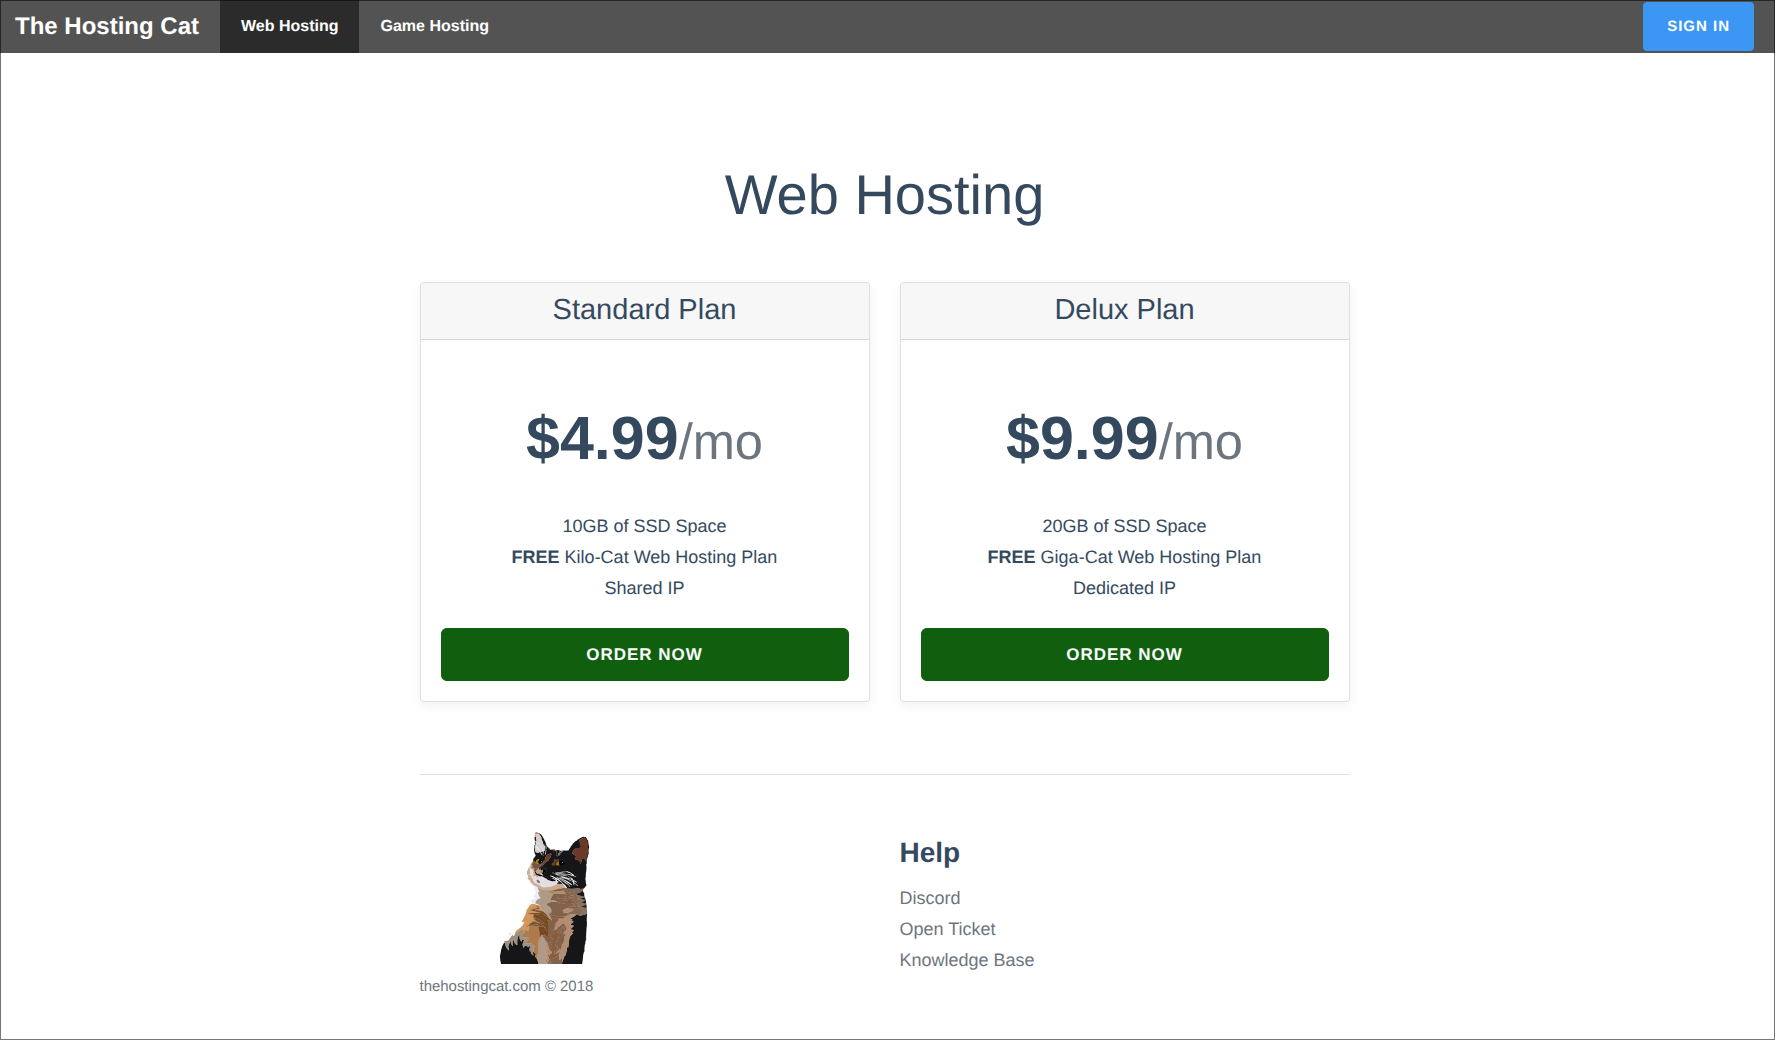 The Hosting Cat
Web Hosting
Game Hosting
SIGN IN
Web Hosting
Standard Plan
$4.99/mo
10GB of SSD Space
FREE Kilo-Cat Web Hosting Plan
Shared IP
ORDER NOW
Delux Plan
$9.99/mo
20GB of SSD Space
FREE Giga-Cat Web Hosting Plan
Dedicated IP
ORDER NOW
thehostingcat.com © 2018
Help
Discord
Open Ticket
Knowledge Base